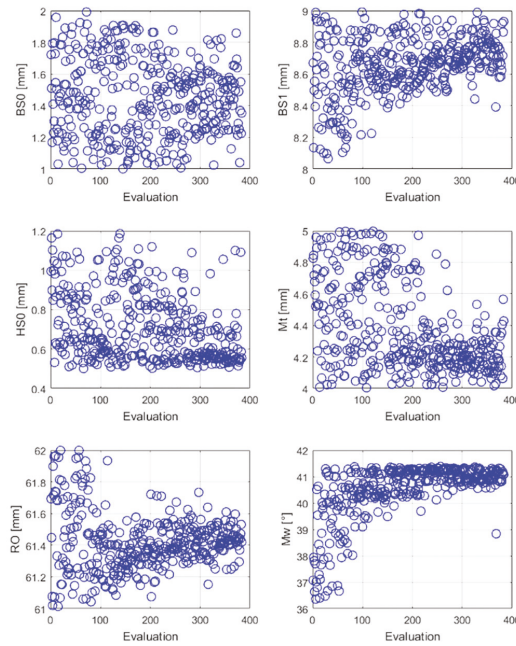 2
1.8
1.6
1.4
1.2
1
BS0 [mm]
0 100 200 300 400
Evaluation
9
8.8
8.6
8.4
8.2
8
BS1 [mm]
0 100 200 300 400
Evaluation
1.2
1
0.8
0.6
0.4
HS0 [mm]
0 100 200 300 400
Evaluation
5
4.8
4.6
4.4
4.2
4
Mt [mm]
0 100 200 300 400
Evaluation
62
61.8
61.6
61.4
61.2
61
RO [mm]
0 100 200 300 400
Evaluation
42
41
40
39
38
37
36
Mw [°]
0 100 200 300 400
Evaluation